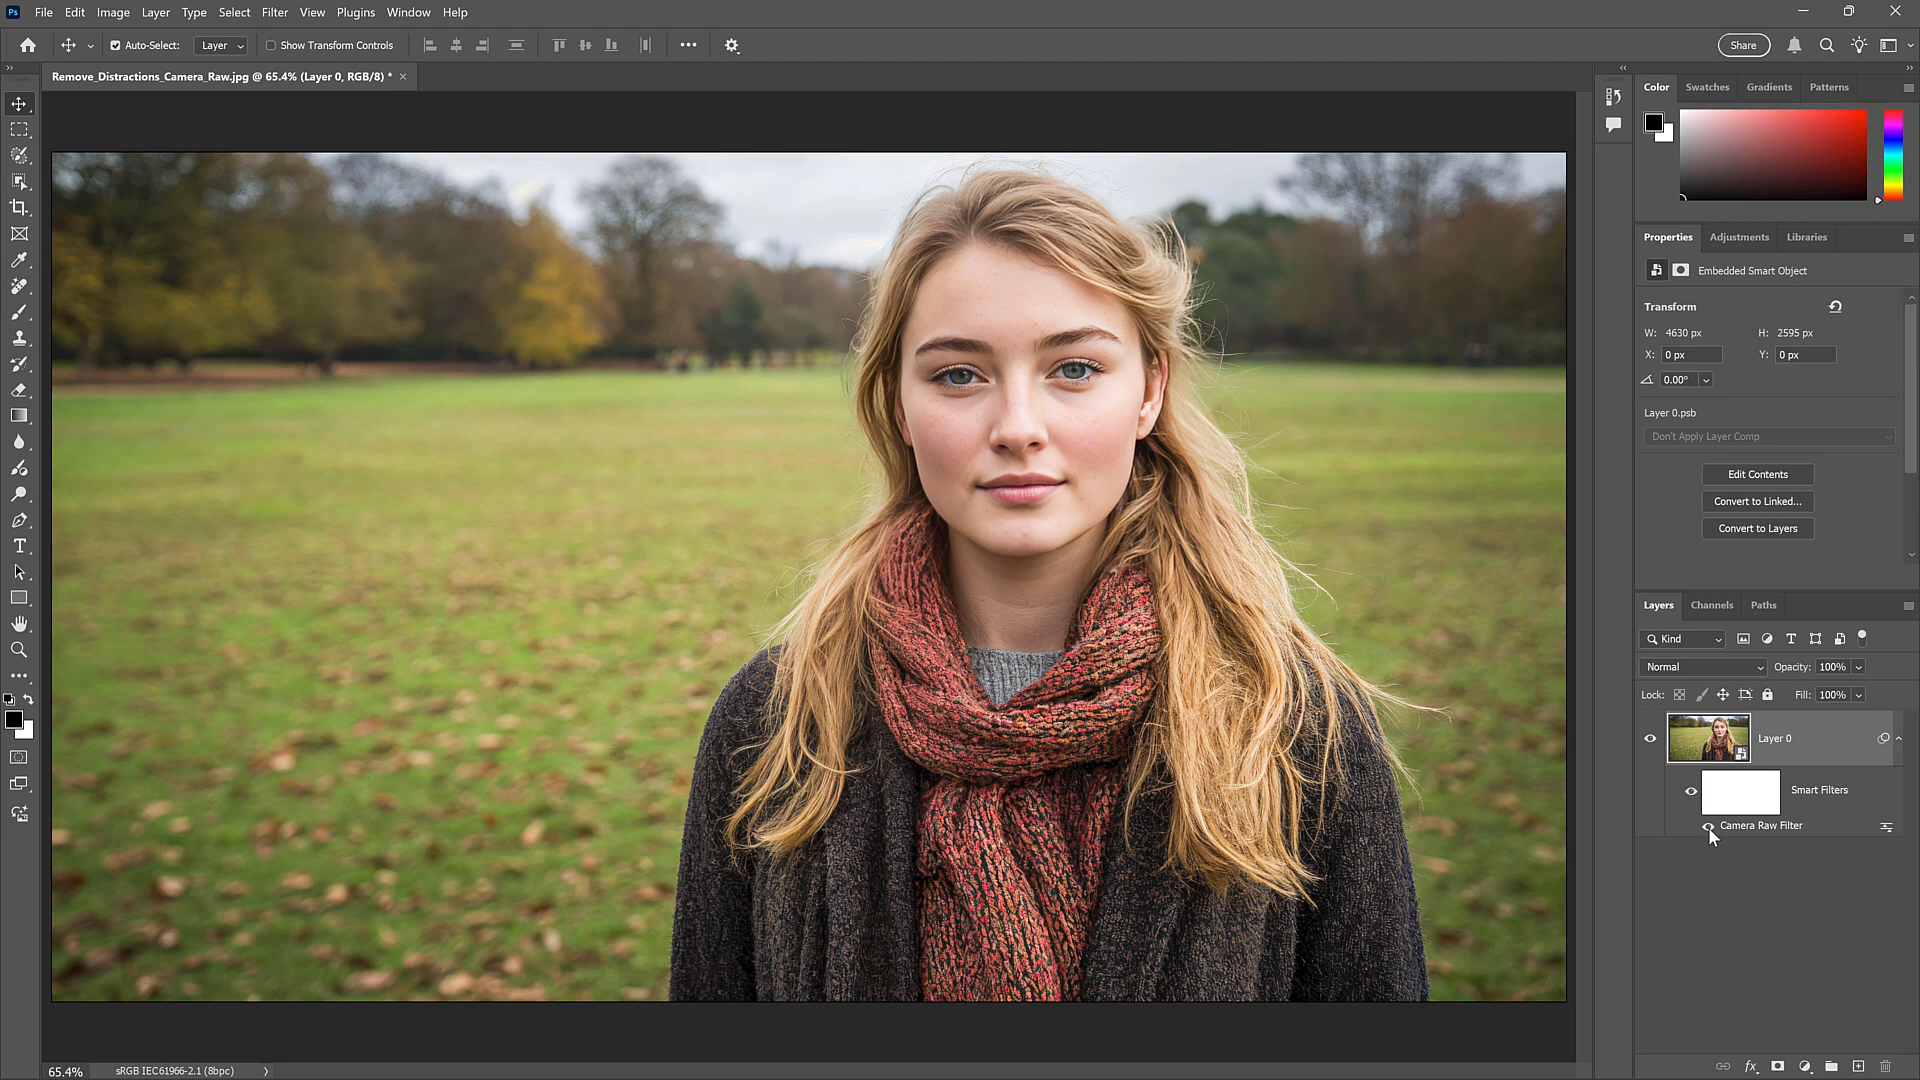 Ps File Edit Image Layer Type Select Filter View Plugins Window Help
Auto-Select: Layer Show Transform Controls Share
Remove_Distractions_Camera_Raw.jpg @ 65.4% (Layer 0, RGB/8) *
Color Swatches Gradients Patterns
Properties Adjustments Libraries
Embedded Smart Object
Transform
W: 4630 px H: 2595 px
X: 0 px Y: 0 px
0.00°
Layer 0.psb
Don't Apply Layer Comp
Edit Contents
Convert to Linked...
Convert to Layers
Layers Channels Paths
Kind
Normal Opacity: 100%
Lock: Fill: 100%
Layer 0
Smart Filters
Camera Raw Filter
65.4% sRGB IEC61966-2.1 (8bpc)
fx